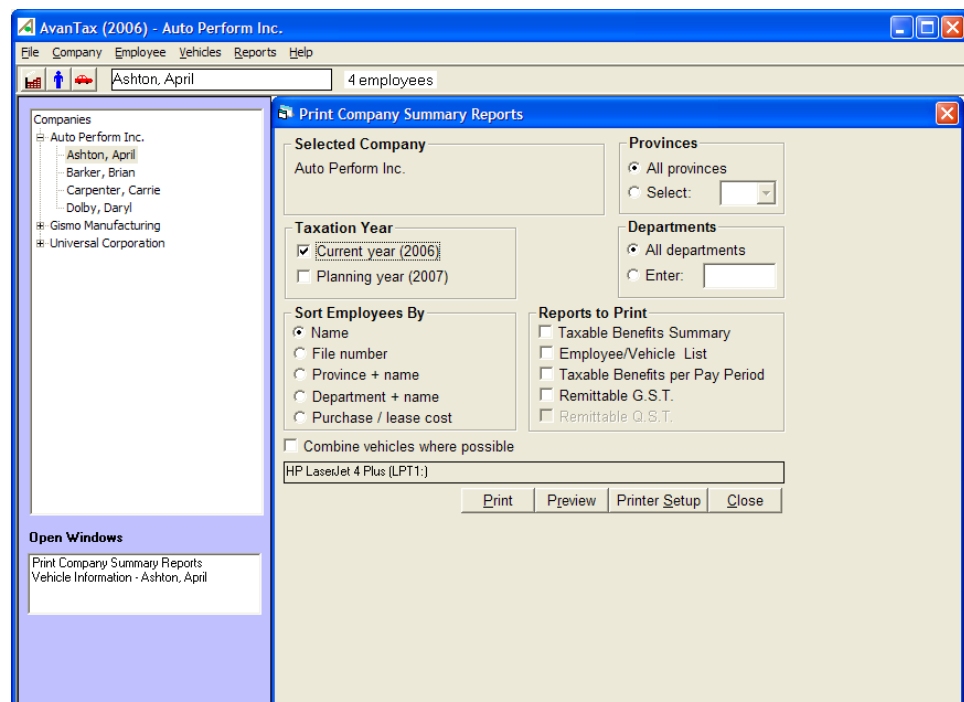 AvanTax (2006) - Auto Perform Inc.
File Company Employee Vehicles Reports Help
Ashton, April 4 employees
Companies
Auto Perform Inc.
Ashton, April
Barker, Brian
Carpenter, Carrie
Dolby, Daryl
Gismo Manufacturing
Universal Corporation
Open Windows
Print Company Summary Reports
Vehicle Information - Ashton, April
Print Company Summary Reports
Selected Company
Auto Perform Inc.
Provinces
All provinces
Select:
Taxation Year
Current year (2006)
Planning year (2007)
Departments
All departments
Enter:
Sort Employees By
Name
File number
Province + name
Department + name
Purchase / lease cost
Reports to Print
Taxable Benefits Summary
Employee/Vehicle List
Taxable Benefits per Pay Period
Remittable G.S.T.
Remittable Q.S.T.
Combine vehicles where possible
HP LaserJet 4 Plus (LPT1:)
Print Preview Printer Setup Close